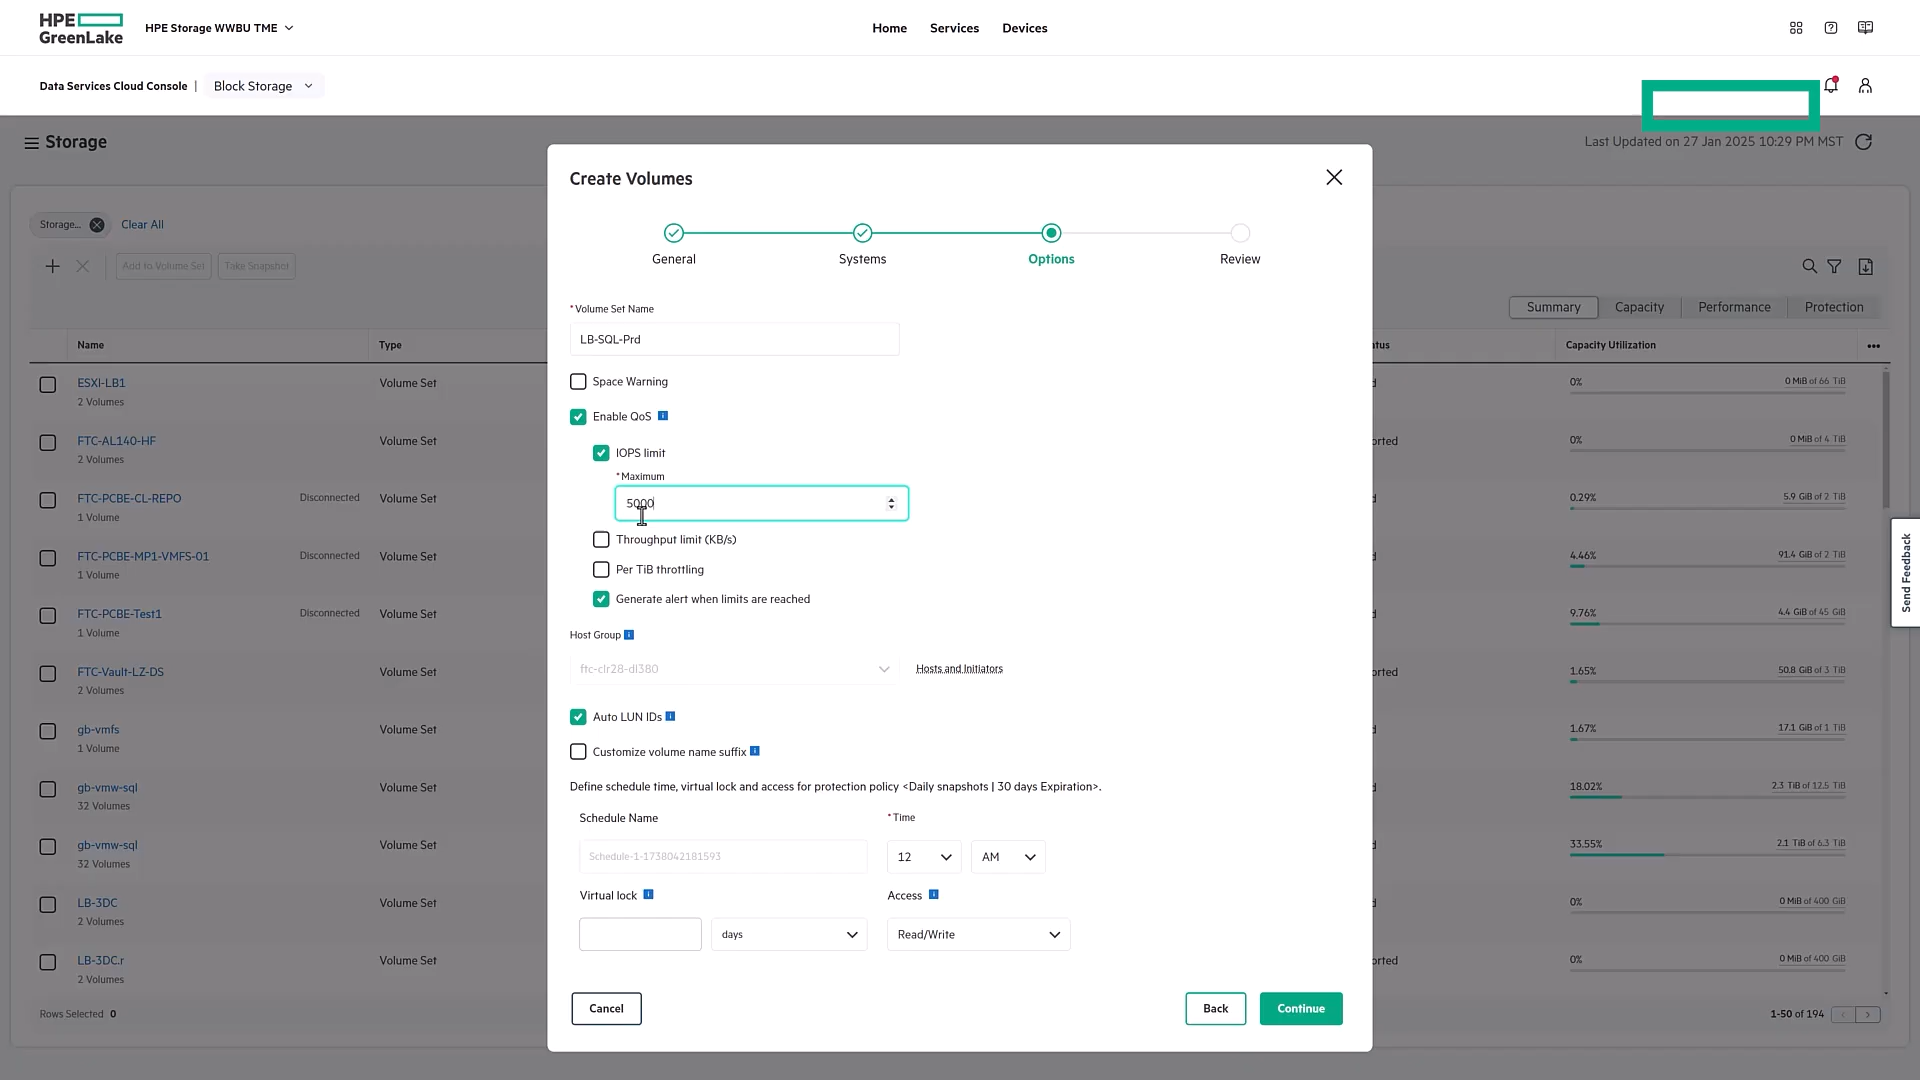 HPE
GreenLake
HPE Storage WWBU TME
Home
Services
Devices
Data Services Cloud Console | Block Storage
Storage
Last Updated on 27 Jan 2025 10:29 PM MST
Storage...
Clear All
Add to Volume Set
Take Snapshot
Summary
Capacity
Performance
Protection
Name
Type
atus
Capacity Utilization
ESXI-LB1
2 Volumes
Volume Set
d
0%
0 MiB of 66 TiB
FTC-AL140-HF
2 Volumes
Volume Set
orted
0%
0 MiB of 4 TiB
FTC-PCBE-CL-REPO
1 Volume
Disconnected
Volume Set
d
0.29%
5.9 GiB of 2 TiB
FTC-PCBE-MP1-VMFS-01
1 Volume
Disconnected
Volume Set
d
4.46%
91.4 GiB of 2 TiB
FTC-PCBE-Test1
1 Volume
Disconnected
Volume Set
d
9.76%
4.4 GiB of 45 GiB
FTC-Vault-LZ-DS
2 Volumes
Volume Set
orted
1.65%
50.8 GiB of 3 TiB
gb-vmfs
1 Volume
Volume Set
d
1.67%
17.1 GiB of 1 TiB
gb-vmw-sql
32 Volumes
Volume Set
d
18.02%
2.3 TiB of 12.5 TiB
gb-vmw-sql
32 Volumes
Volume Set
d
33.55%
2.1 TiB of 6.3 TiB
LB-3DC
2 Volumes
Volume Set
d
0%
0 MiB of 400 GiB
LB-3DC.r
2 Volumes
Volume Set
orted
0%
0 MiB of 400 GiB
Rows Selected 0
1-50 of 194
Send Feedback
Create Volumes
General
Systems
Options
Review
*Volume Set Name
LB-SQL-Prd
Space Warning
Enable QoS
IOPS limit
*Maximum
5000
Throughput limit (KB/s)
Per TiB throttling
Generate alert when limits are reached
Host Group
ftc-clr28-dl380
Hosts and Initiators
Auto LUN IDs
Customize volume name suffix
Define schedule time, virtual lock and access for protection policy <Daily snapshots | 30 days Expiration>.
Schedule Name
*Time
Schedule-1-1738042181593
12
AM
Virtual lock
Access
days
Read/Write
Cancel
Back
Continue